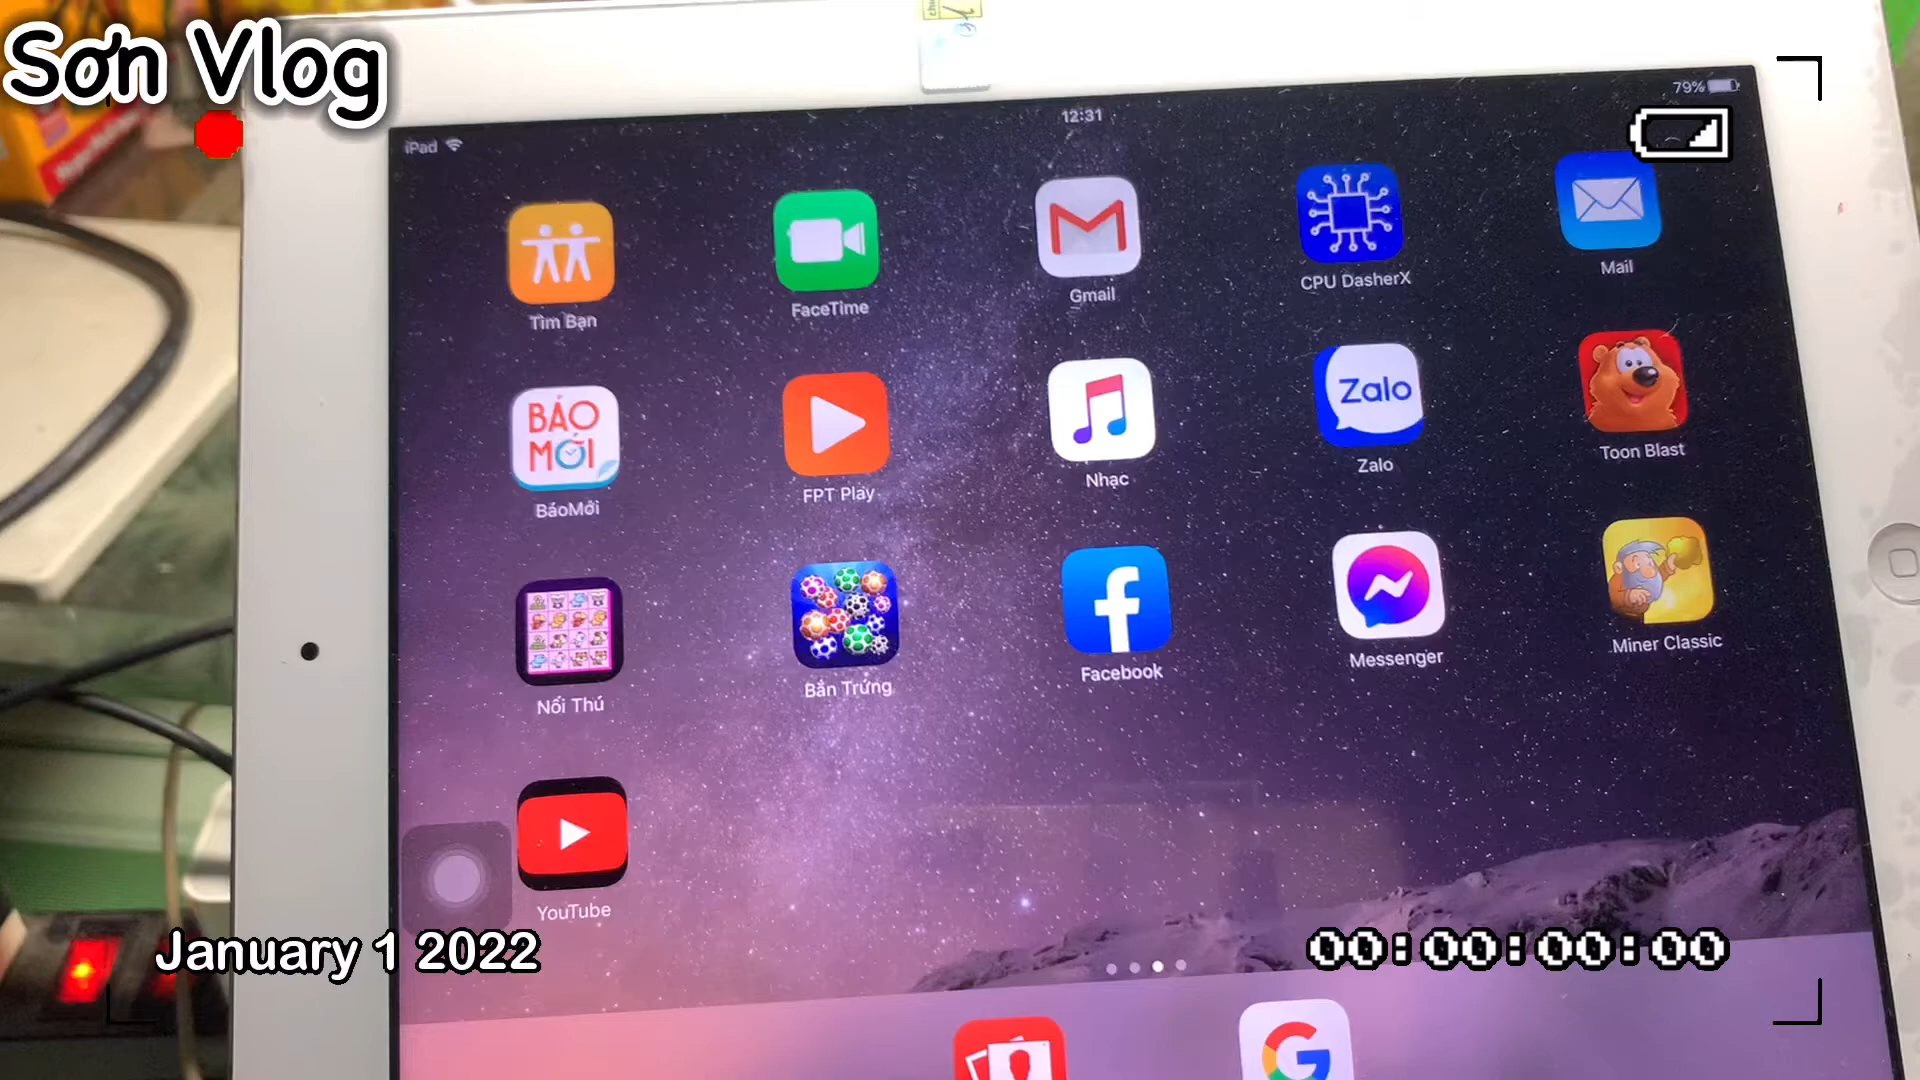 Sơn Vlog
79%
12:31
iPad
Tìm Bạn
FaceTime
Gmail
CPU DasherX
Mail
BÁO
MỚI
BáoMới
FPT Play
Nhạc
Zalo
Zalo
Toon Blast
Nối Thú
Bắn Trứng
Facebook
Messenger
Miner Classic
YouTube
January 1 2022
00:00:00:00